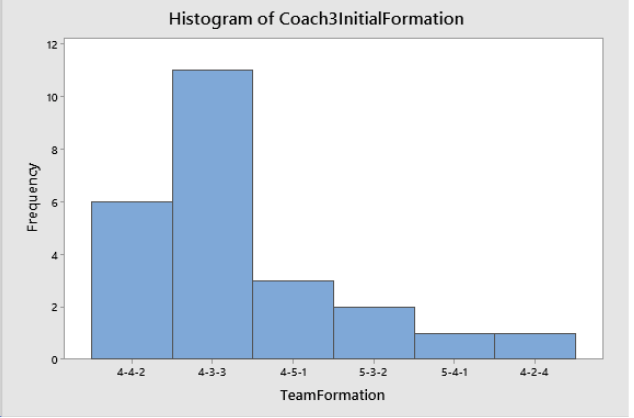 Histogram of Coach3InitialFormation
12
10
8
6
4
2
0
Frequency
4-4-2 4-3-3 4-5-1 5-3-2 5-4-1 4-2-4
TeamFormation